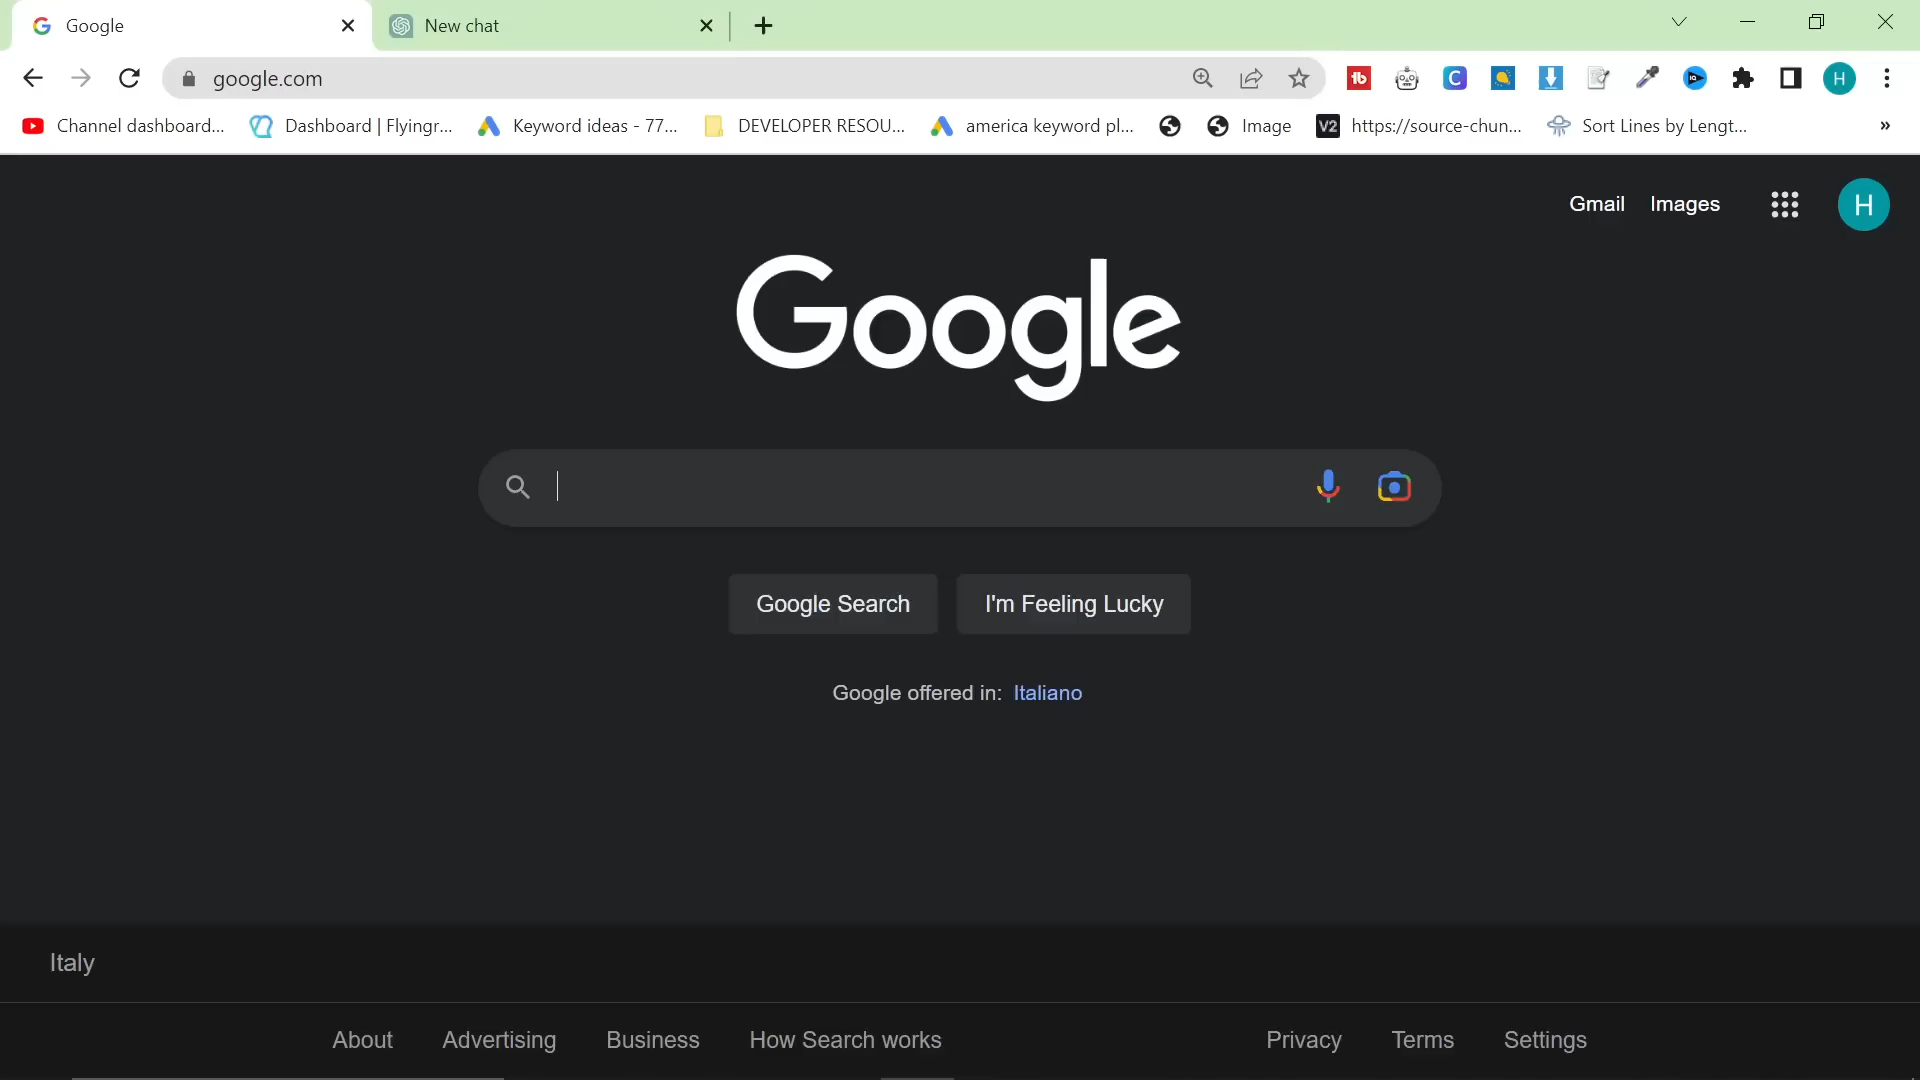 Google
New chat
google.com
H
Channel dashboard...
Dashboard | Flyingr...
Keyword ideas - 77...
DEVELOPER RESOU...
america keyword pl...
Image
V2
https://source-chun...
Sort Lines by Lengt...
»
Gmail
Images
H
Google
Google Search
I'm Feeling Lucky
Google offered in: Italiano
Italy
About
Advertising
Business
How Search works
Privacy
Terms
Settings